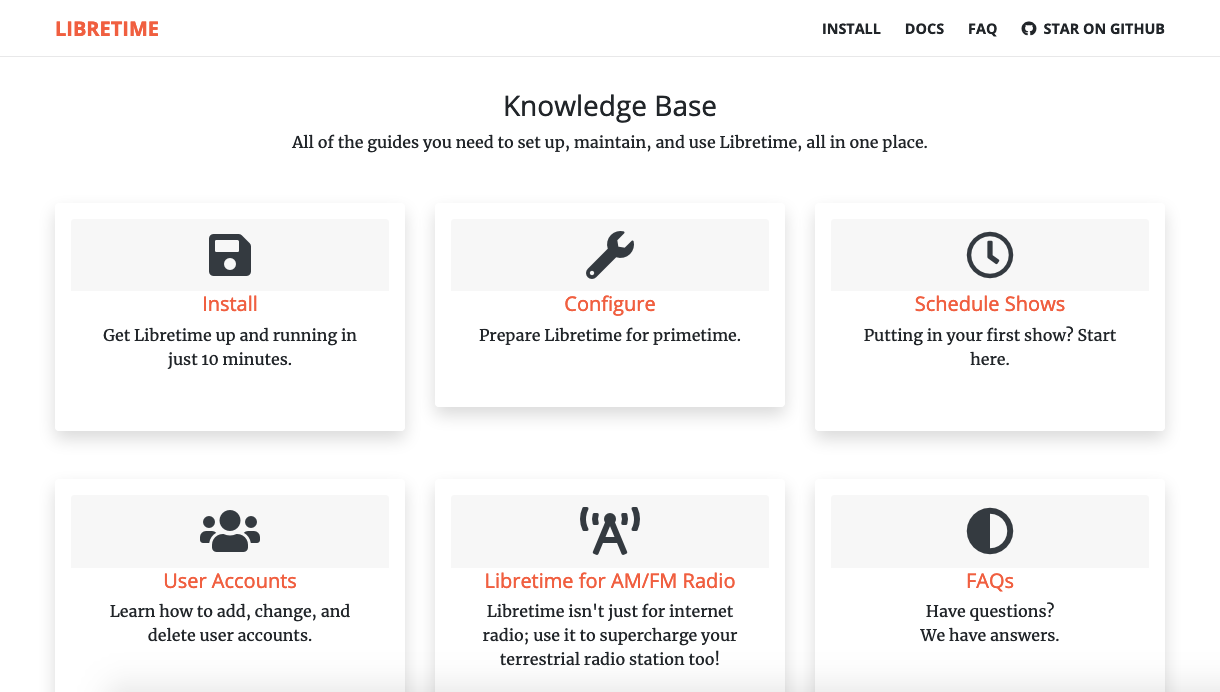 LIBRETIME
INSTALL DOCS FAQ STAR ON GITHUB
Knowledge Base
All of the guides you need to set up, maintain, and use Libretime, all in one place.
Install
Get Libretime up and running in
just 10 minutes.
Configure
Prepare Libretime for primetime.
Schedule Shows
Putting in your first show? Start
here.
User Accounts
Learn how to add, change, and
delete user accounts.
Libretime for AM/FM Radio
Libretime isn't just for internet
radio; use it to supercharge your
terrestrial radio station too!
FAQs
Have questions?
We have answers.